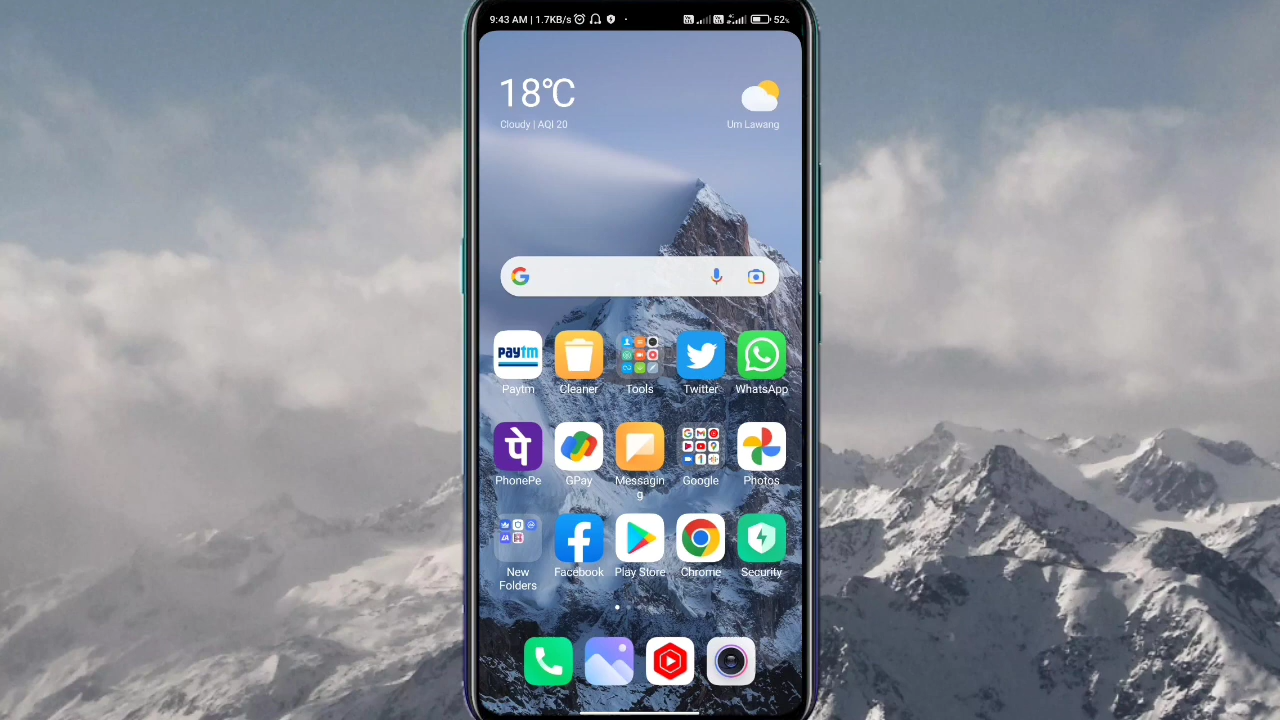 9:43 AM | 1.7KB/s
52%
18℃
Cloudy | AQI 20
Um Lawang
paytm
Paytm
Cleaner
Tools
Twitter
WhatsApp
पे
PhonePe
GPay
Messagin
g
Google
Photos
New
Folders
Facebook
Play Store
Chrome
Security